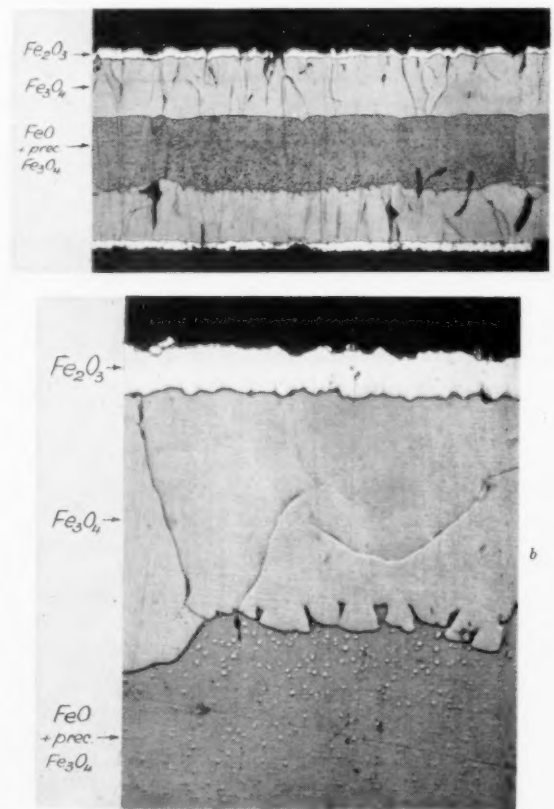 Fe₂O₃
Fe₃O₄
FeO
+ prec.
Fe₃O₄
Fe₂O₃
Fe₃O₄
b
FeO
+ prec.
Fe₃O₄